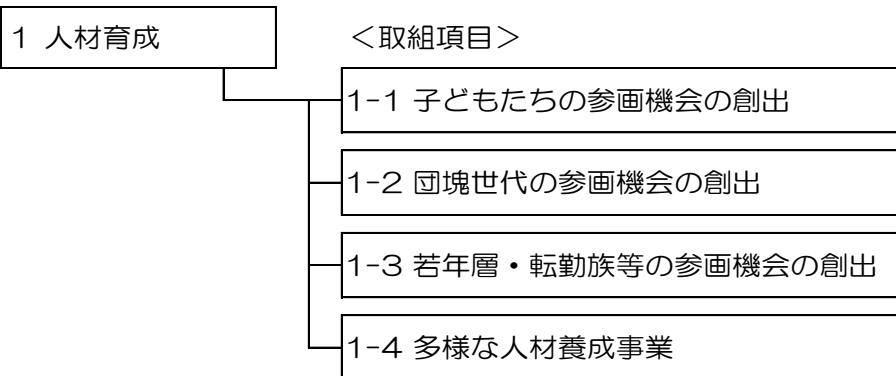 1 人材育成
＜取組項目＞
1-1 子どもたちの参画機会の創出
1-2 団塊世代の参画機会の創出
1-3 若年層・転勤族等の参画機会の創出
1-4 多様な人材養成事業